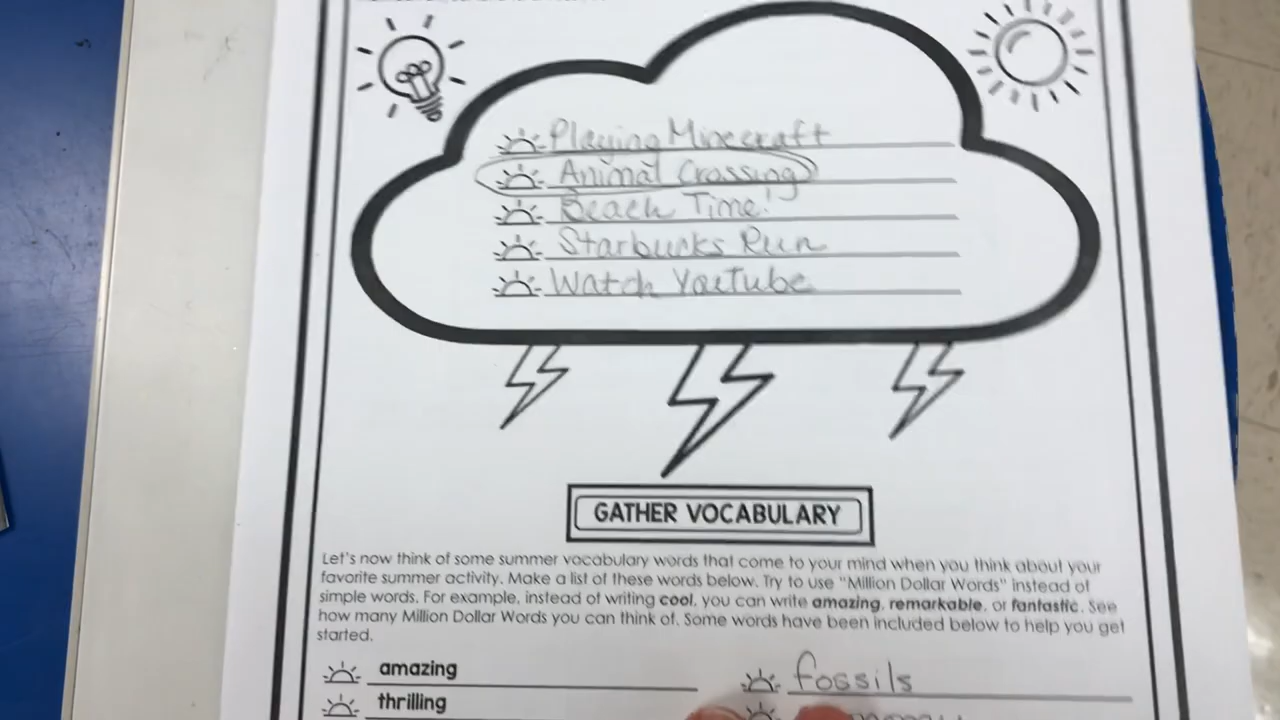 Playing Minecraft
Animal Crossing
Beach Time!
Starbucks Run
Watch YouTube
GATHER VOCABULARY
Let's now think of some summer vocabulary words that come to your mind when you think about your
favorite summer activity. Make a list of these words below. Try to use "Million Dollar Words" instead of
simple words. For example, instead of writing cool, you can write amazing, remarkable, or fantastic. See
how many Million Dollar Words you can think of. Some words have been included below to help you get
started.
amazing
fossils
thrilling